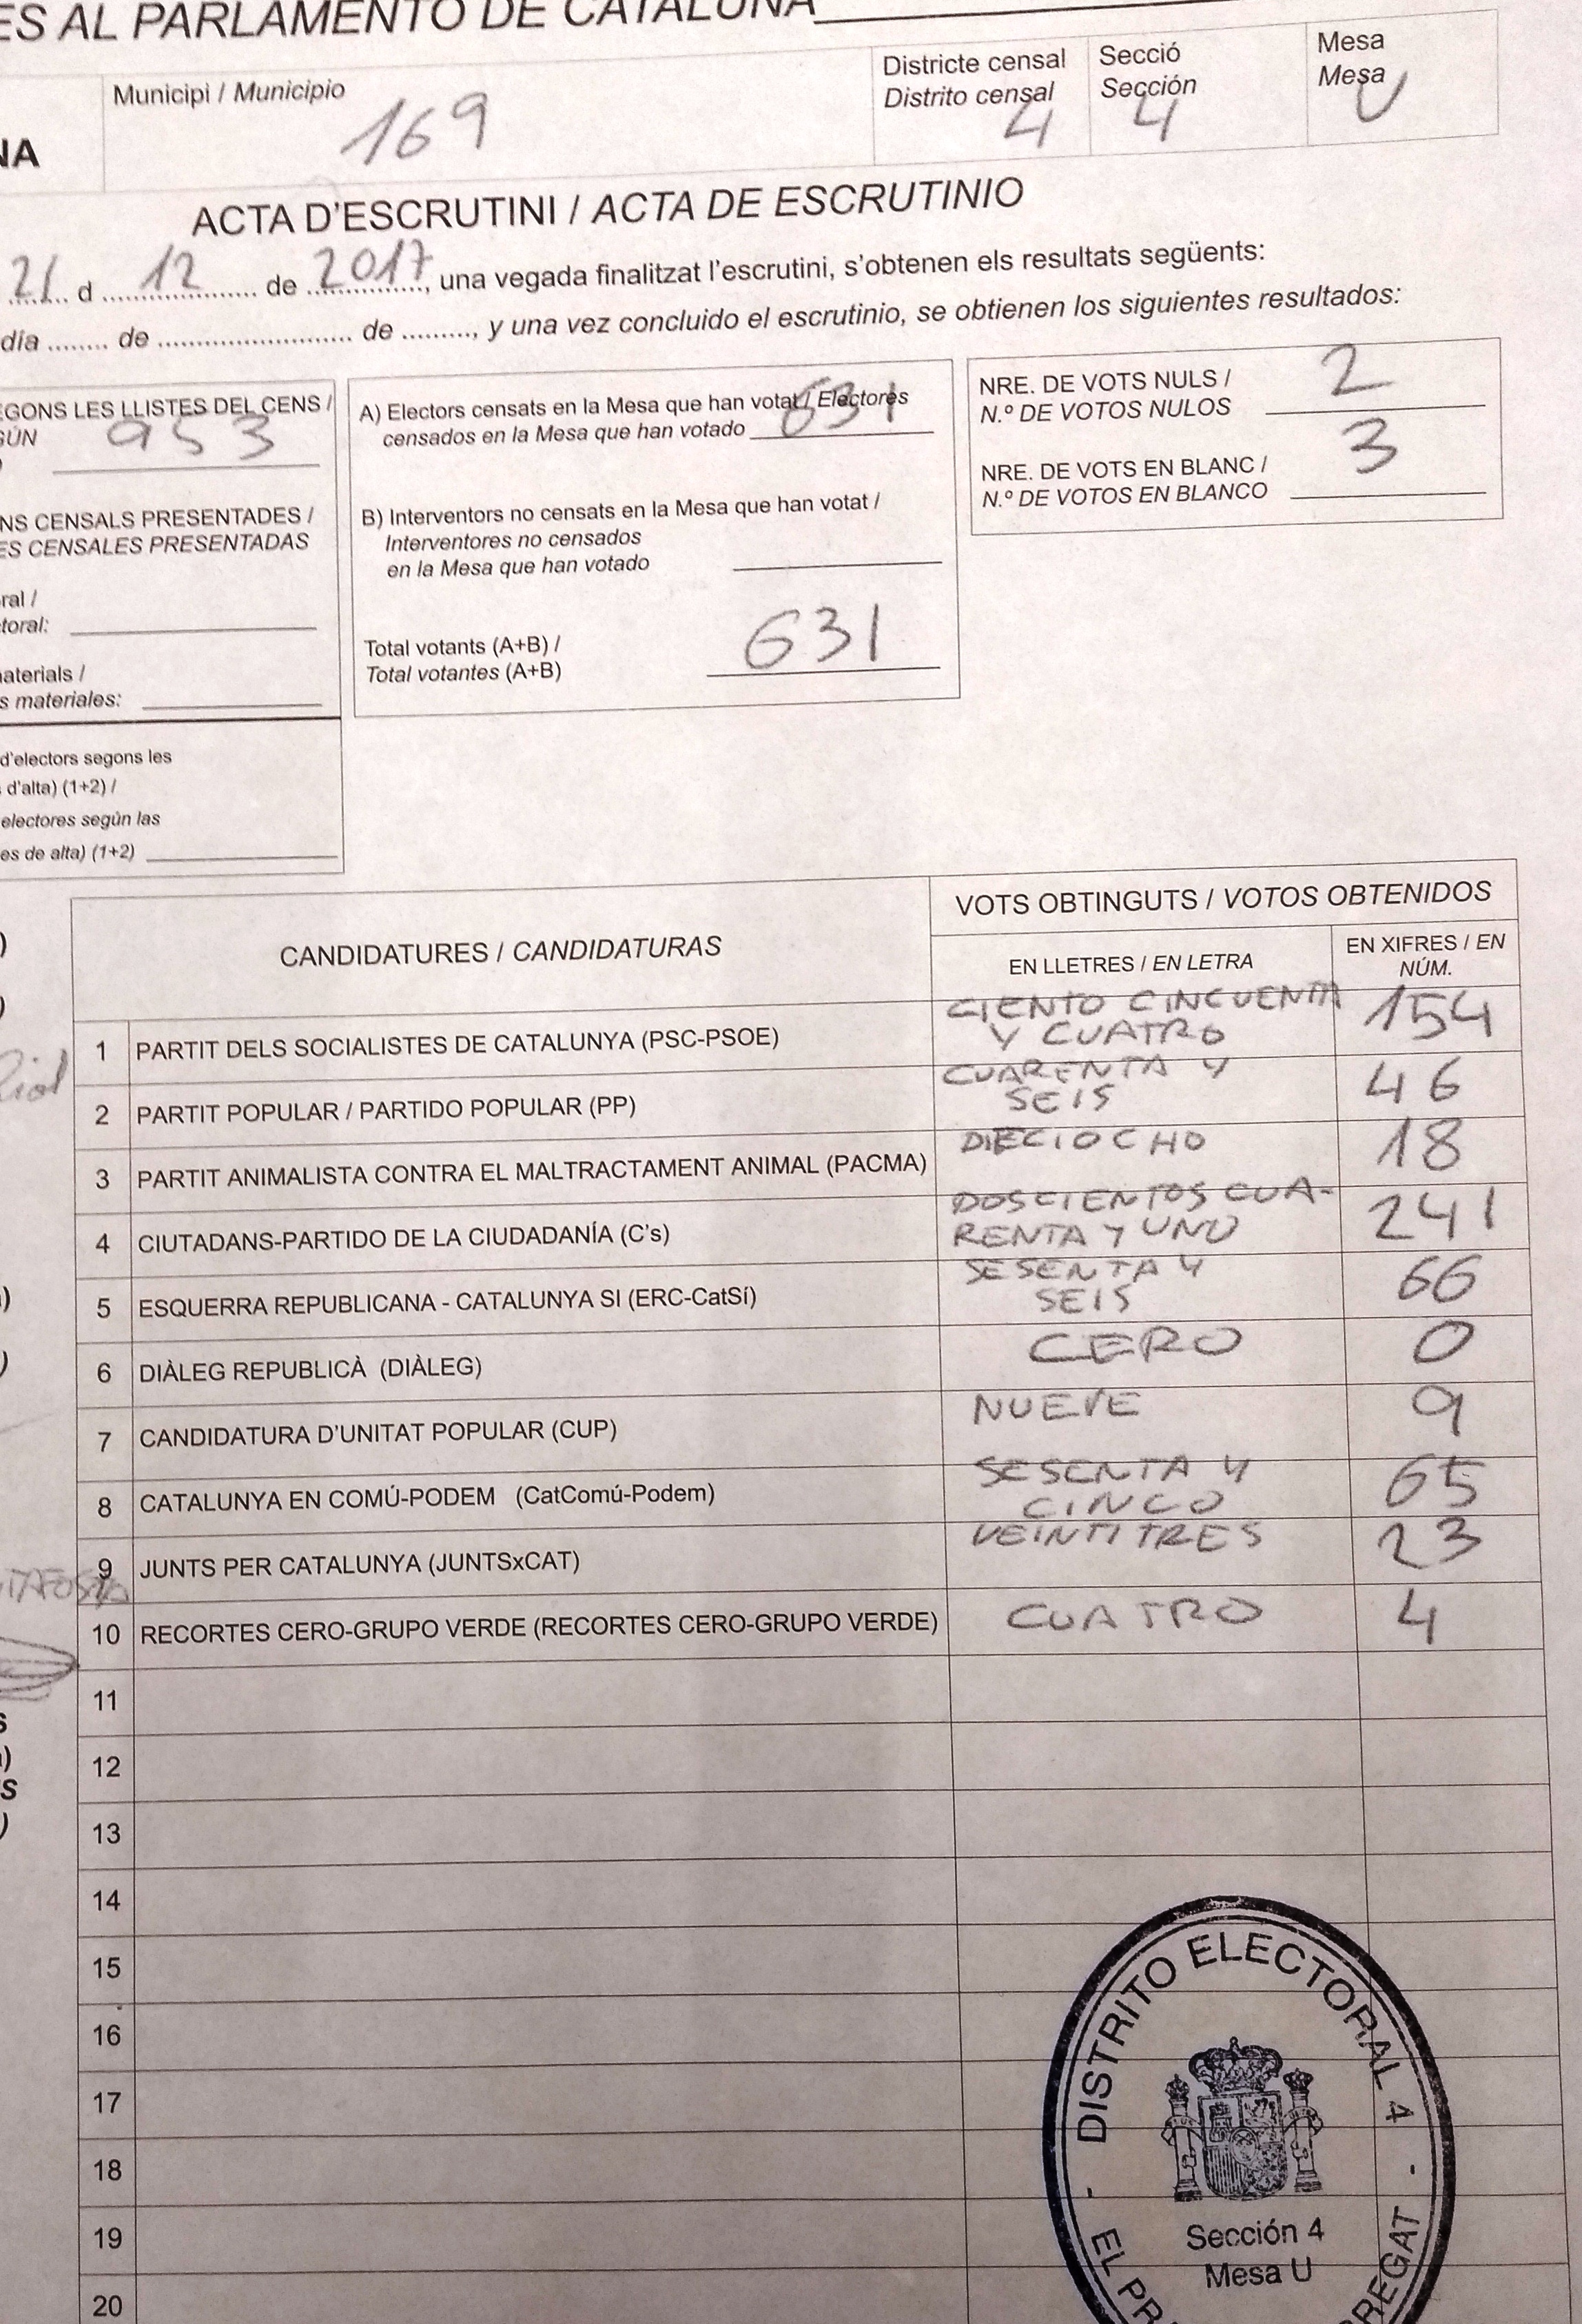 ES AL PARLAMENTO DE CATALUÑA
Municipi / Municipio
169
Districte censal
Distrito censal
4
Secció
Sección
4
Mesa
Mesa
U
NA
ACTA D'ESCRUTINI / ACTA DE ESCRUTINIO
21 d 12 de 2017, una vegada finalitzat l'escrutini, s'obtenen els resultats següents:
día ........ de .......................... de ........., y una vez concluido el escrutinio, se obtienen los siguientes resultados:
EGONS LES LLISTES DEL CENS /
GÚN
953
NS CENSALS PRESENTADES /
ES CENSALES PRESENTADAS
ral /
toral:
materials /
s materiales:
d'electors segons les
s d'alta) (1+2) /
electores según las
es de alta) (1+2)
A) Electors censats en la Mesa que han votat / Electores
censados en la Mesa que han votado 631
B) Interventors no censats en la Mesa que han votat /
Interventores no censados
en la Mesa que han votado
Total votants (A+B) /
Total votantes (A+B)
631
NRE. DE VOTS NULS /
N.º DE VOTOS NULOS
2
NRE. DE VOTS EN BLANC /
N.º DE VOTOS EN BLANCO
3
CANDIDATURES / CANDIDATURAS
VOTS OBTINGUTS / VOTOS OBTENIDOS
EN LLETRES / EN LETRA
EN XIFRES / EN
NÚM.
1 PARTIT DELS SOCIALISTES DE CATALUNYA (PSC-PSOE)
CIENTO CINCUENTA
Y CUATRO
154
2 PARTIT POPULAR / PARTIDO POPULAR (PP)
CUARENTA Y
SEIS
46
3 PARTIT ANIMALISTA CONTRA EL MALTRACTAMENT ANIMAL (PACMA)
DIECIOCHO
18
4 CIUTADANS-PARTIDO DE LA CIUDADANÍA (C's)
DOSCIENTOS CUA-
RENTA Y UNO
241
5 ESQUERRA REPUBLICANA - CATALUNYA SI (ERC-CatSí)
SESENTA Y
SEIS
66
6 DIÀLEG REPUBLICÀ (DIÀLEG)
CERO
0
7 CANDIDATURA D'UNITAT POPULAR (CUP)
NUEVE
9
8 CATALUNYA EN COMÚ-PODEM (CatComú-Podem)
SESENTA Y
CINCO
65
9 JUNTS PER CATALUNYA (JUNTSxCAT)
VEINTITRES
23
10 RECORTES CERO-GRUPO VERDE (RECORTES CERO-GRUPO VERDE)
CUATRO
4
11
12
13
14
15
16
17
18
19
20
DISTRITO ELECTORAL 4
Sección 4
Mesa U
- EL PR
REGAT -